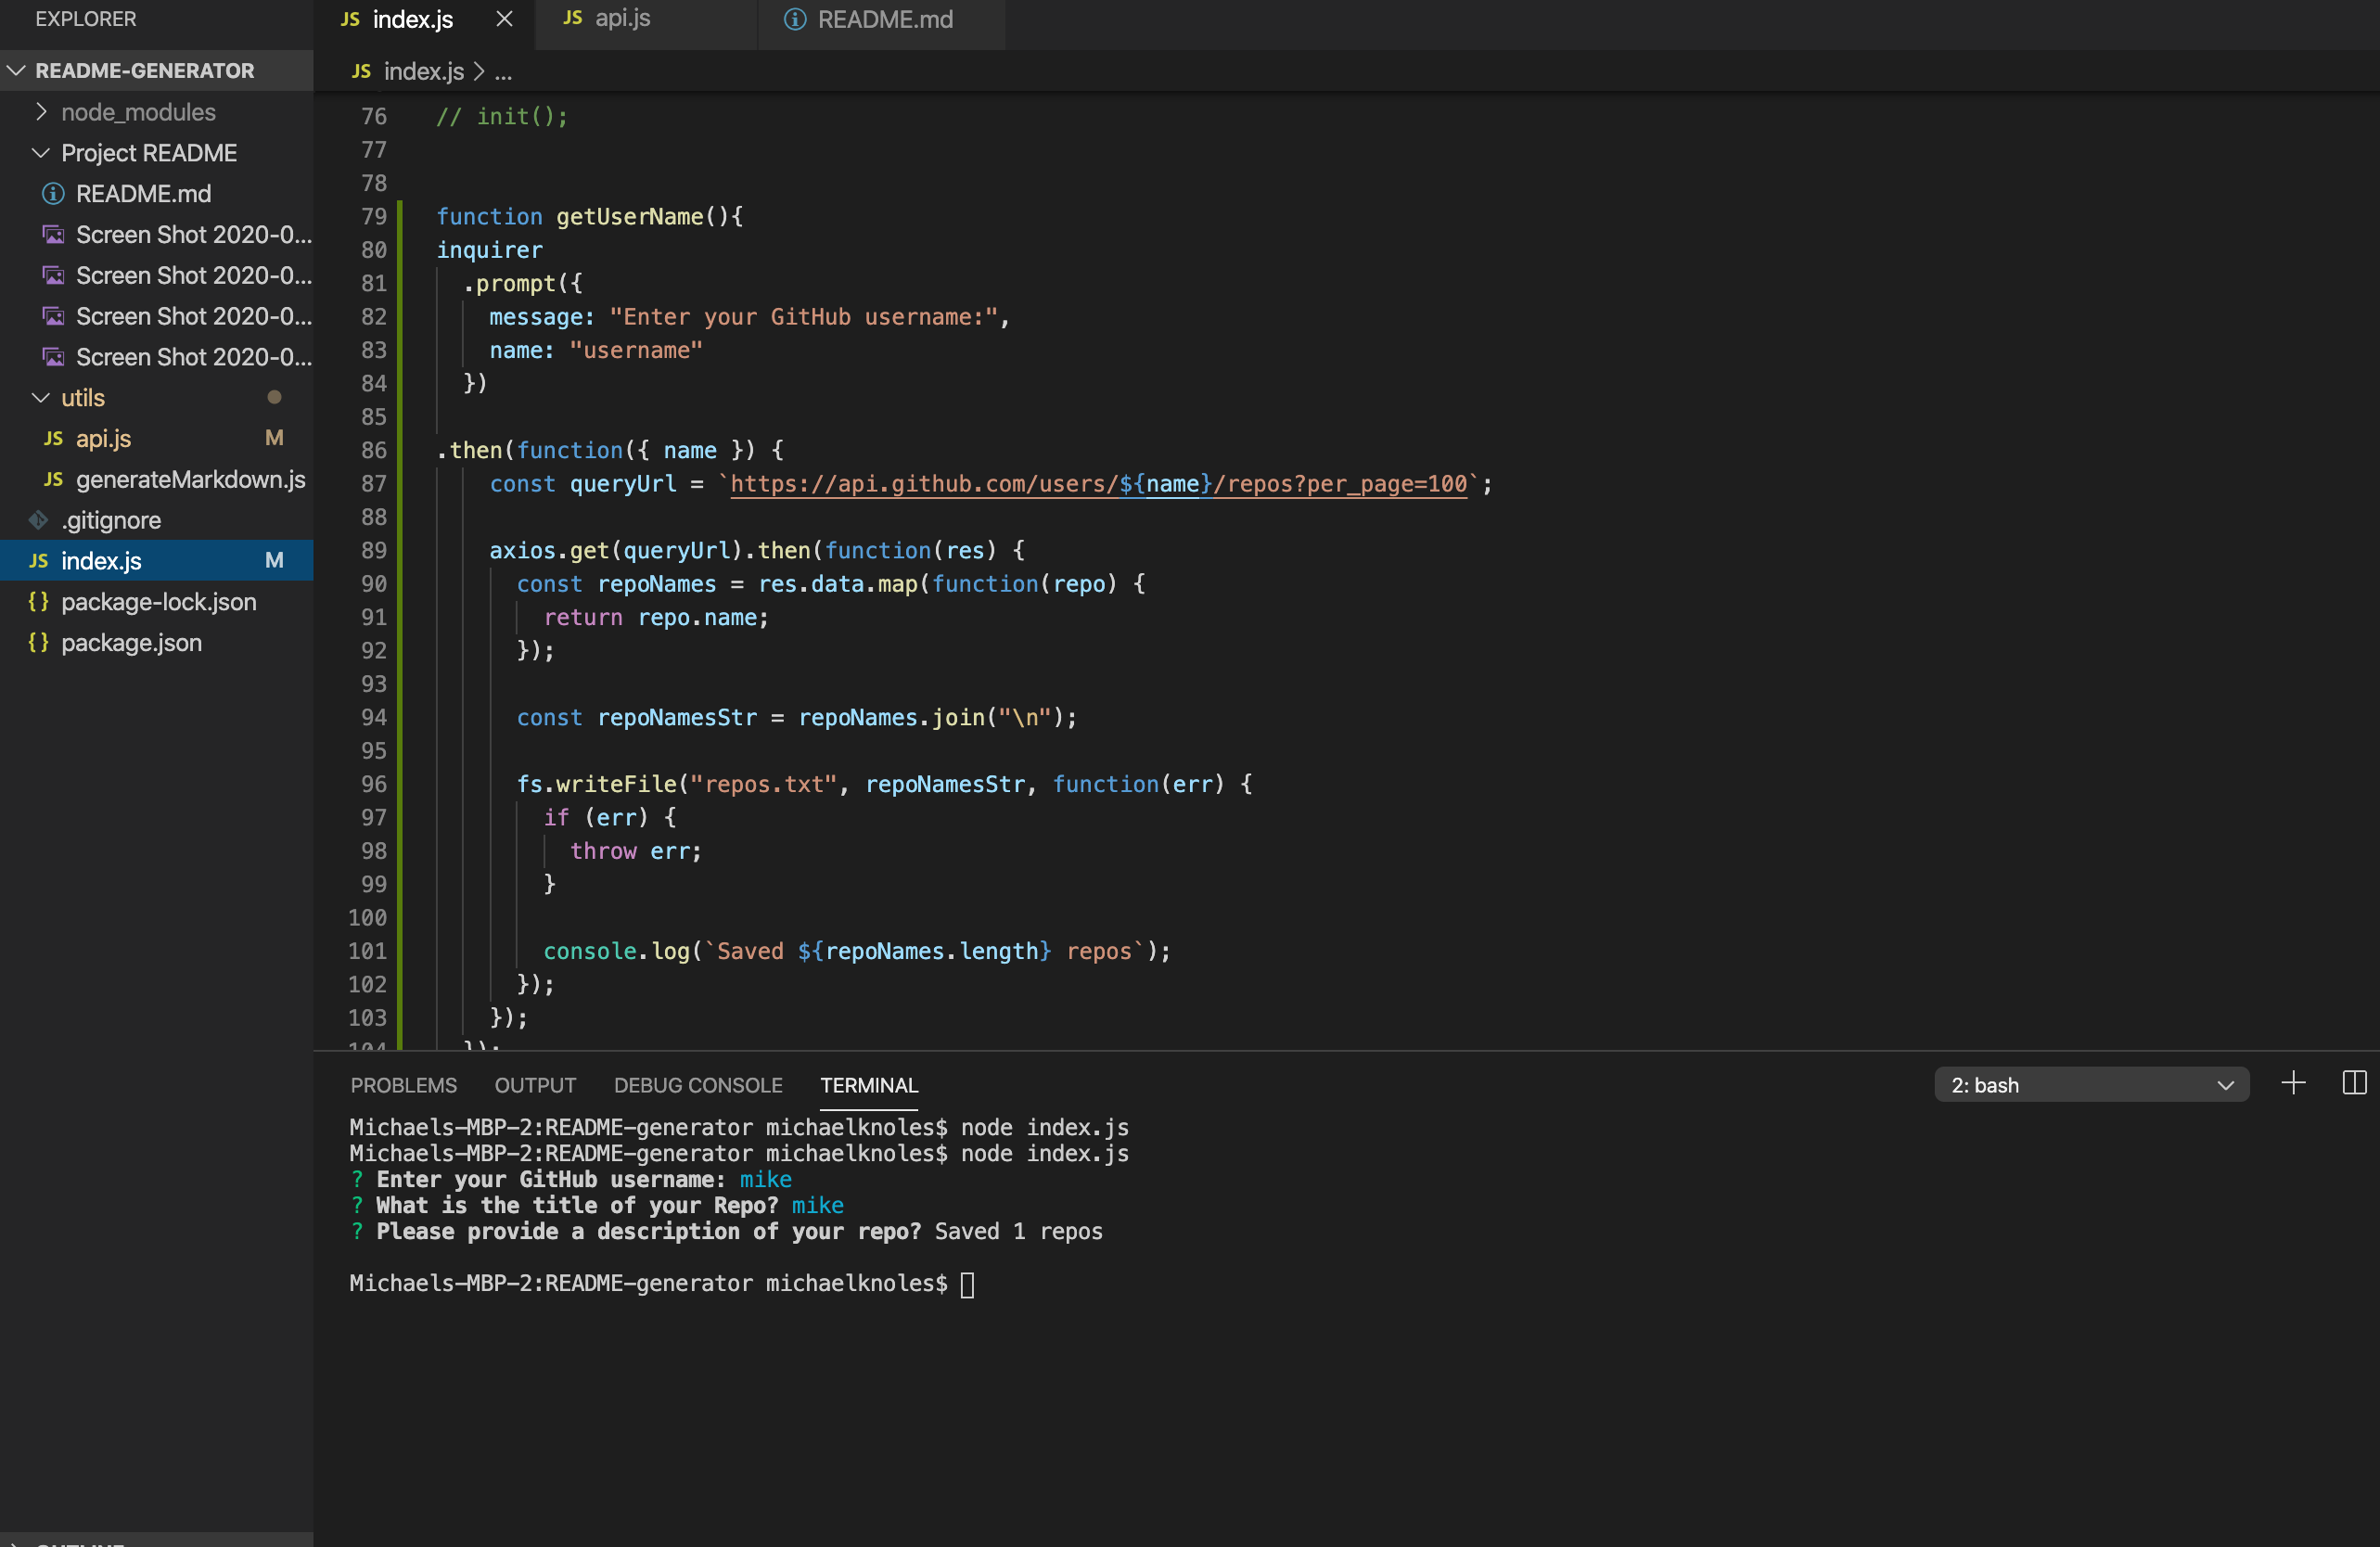 EXPLORER
README-GENERATOR
node_modules
Project README
README.md
Screen Shot 2020-0...
Screen Shot 2020-0...
Screen Shot 2020-0...
Screen Shot 2020-0...
utils
JS api.js M
JS generateMarkdown.js
.gitignore
JS index.js M
{} package-lock.json
{} package.json
JS index.js
JS api.js
README.md
JS index.js > ...
76 // init();
77
78
79 function getUserName(){
80 inquirer
81 .prompt({
82 message: "Enter your GitHub username:",
83 name: "username"
84 })
85
86 .then(function({ name }) {
87 const queryUrl = `https://api.github.com/users/${name}/repos?per_page=100`;
88
89 axios.get(queryUrl).then(function(res) {
90 const repoNames = res.data.map(function(repo) {
91 return repo.name;
92 });
93
94 const repoNamesStr = repoNames.join("\n");
95
96 fs.writeFile("repos.txt", repoNamesStr, function(err) {
97 if (err) {
98 throw err;
99 }
100
101 console.log(`Saved ${repoNames.length} repos`);
102 });
103 });
104 });
PROBLEMS OUTPUT DEBUG CONSOLE TERMINAL
2: bash
Michaels-MBP-2:README-generator michaelknoles$ node index.js
Michaels-MBP-2:README-generator michaelknoles$ node index.js
? Enter your GitHub username: mike
? What is the title of your Repo? mike
? Please provide a description of your repo? Saved 1 repos
Michaels-MBP-2:README-generator michaelknoles$
OUTLINE